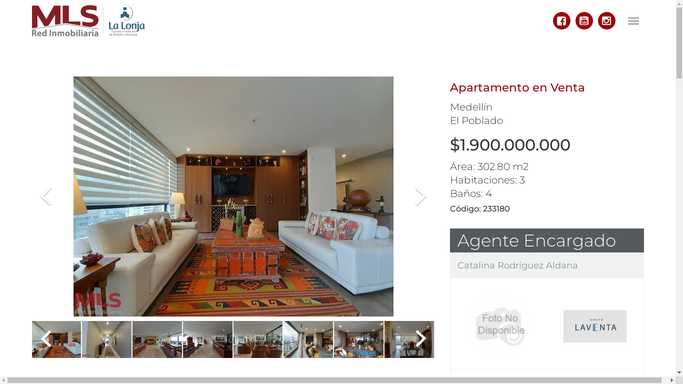 MLS
Red Inmobiliaria
La Lonja
Apartamento en Venta
Medellín
El Poblado
$1.900.000.000
Área: 302.80 m2
Habitaciones: 3
Baños: 4
Código: 233180
Agente Encargado
Catalina Rodríguez Aldana
Foto No
Disponible
LAVENTA
MLS